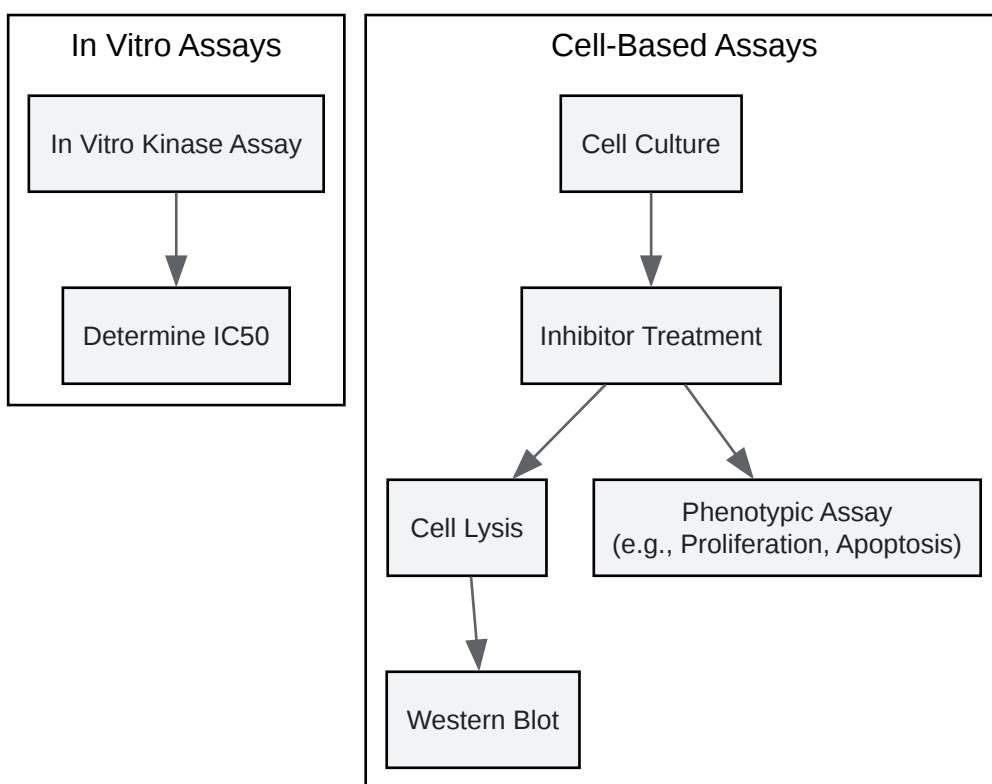 In Vitro Assays
In Vitro Kinase Assay
Determine IC50
Cell-Based Assays
Cell Culture
Inhibitor Treatment
Cell Lysis
Phenotypic Assay
(e.g., Proliferation, Apoptosis)
Western Blot